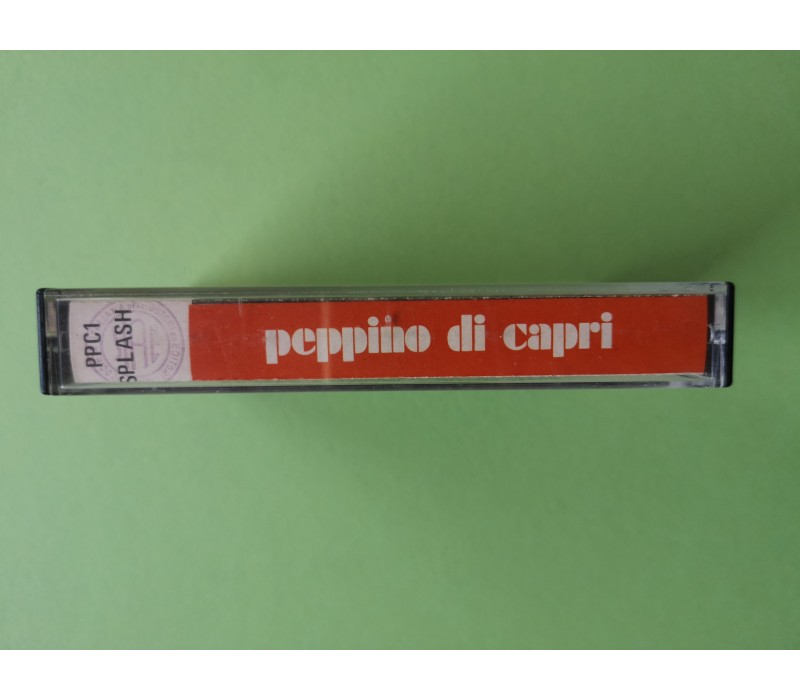 PPC1
SPLASH
peppino di capri